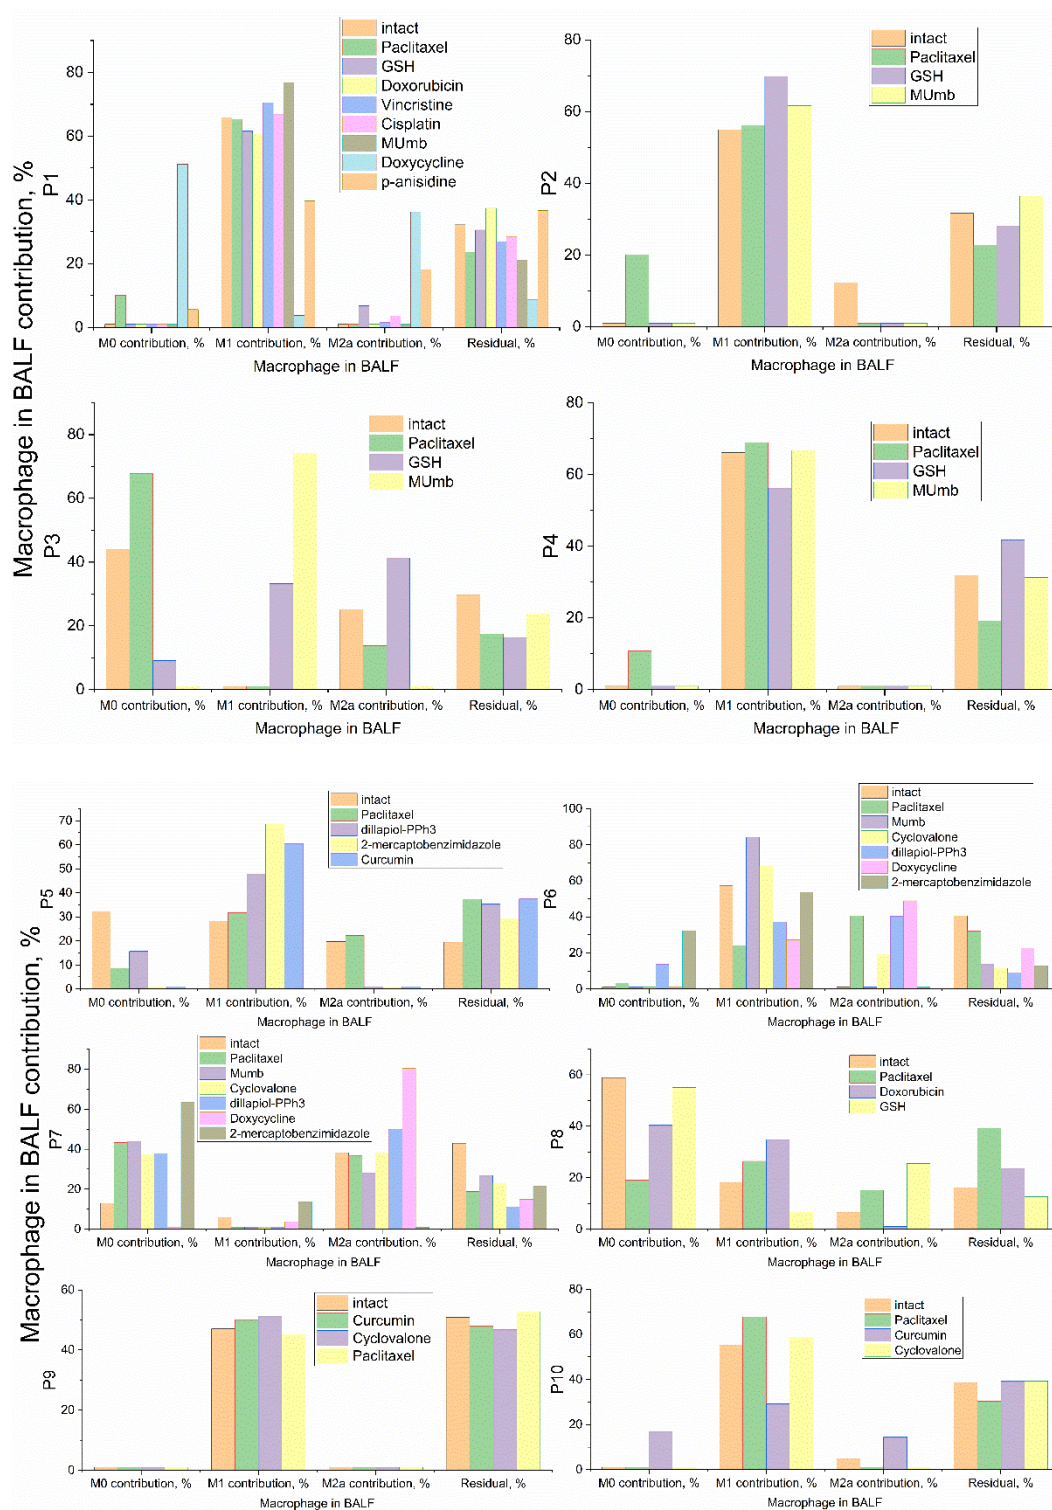 Macrophage in BALF contribution, %
P1
80
60
40
20
0
intact
Paclitaxel
GSH
Doxorubicin
Vincristine
Cisplatin
MUmb
Doxycycline
p-anisidine
M0 contribution, % M1 contribution, % M2a contribution, % Residual, %
Macrophage in BALF
P2
80
60
40
20
0
intact
Paclitaxel
GSH
MUmb
M0 contribution, % M1 contribution, % M2a contribution, % Residual, %
Macrophage in BALF
P3
80
60
40
20
0
intact
Paclitaxel
GSH
MUmb
M0 contribution, % M1 contribution, % M2a contribution, % Residual, %
Macrophage in BALF
P4
80
60
40
20
0
intact
Paclitaxel
GSH
MUmb
M0 contribution, % M1 contribution, % M2a contribution, % Residual, %
Macrophage in BALF
Macrophage in BALF contribution, %
P5
70
60
50
40
30
20
10
0
intact
Paclitaxel
dillapiol-PPh3
2-mercaptobenzimidazole
Curcumin
M0 contribution, % M1 contribution, % M2a contribution, % Residual, %
Macrophage in BALF
P6
100
80
60
40
20
0
intact
Paclitaxel
Mumb
Cyclovalone
dillapiol-PPh3
Doxycycline
2-mercaptobenzimidazole
M0 contribution, % M1 contribution, % M2a contribution, % Residual, %
Macrophage in BALF
P7
80
60
40
20
0
intact
Paclitaxel
Mumb
Cyclovalone
dillapiol-PPh3
Doxycycline
2-mercaptobenzimidazole
M0 contribution, % M1 contribution, % M2a contribution, % Residual, %
Macrophage in BALF
P8
60
40
20
0
intact
Paclitaxel
Doxorubicin
GSH
M0 contribution, % M1 contribution, % M2a contribution, % Residual, %
Macrophage in BALF
P9
60
40
20
0
intact
Curcumin
Cyclovalone
Paclitaxel
M0 contribution, % M1 contribution, % M2a contribution, % Residual, %
Macrophage in BALF
P10
80
60
40
20
0
intact
Paclitaxel
Curcumin
Cyclovalone
M0 contribution, % M1 contribution, % M2a contribution, % Residual, %
Macrophage in BALF